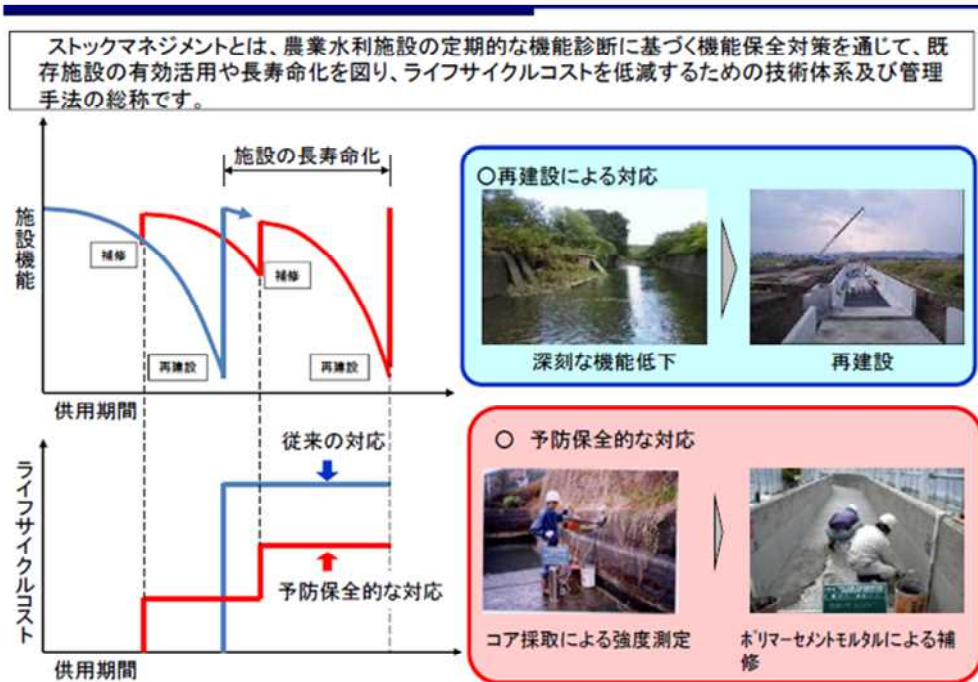 ストックマネジメントとは、農業水利施設の定期的な機能診断に基づく機能保全対策を通じて、既
存施設の有効活用や長寿命化を図り、ライフサイクルコストを低減するための技術体系及び管理
手法の総称です。
施設の長寿命化
施設機能
補修
補修
再建設
再建設
供用期間
従来の対応
予防保全的な対応
ライフサイクルコスト
供用期間
○再建設による対応
深刻な機能低下
再建設
○ 予防保全的な対応
コア採取による強度測定
ポリマーセメントモルタルによる補
修